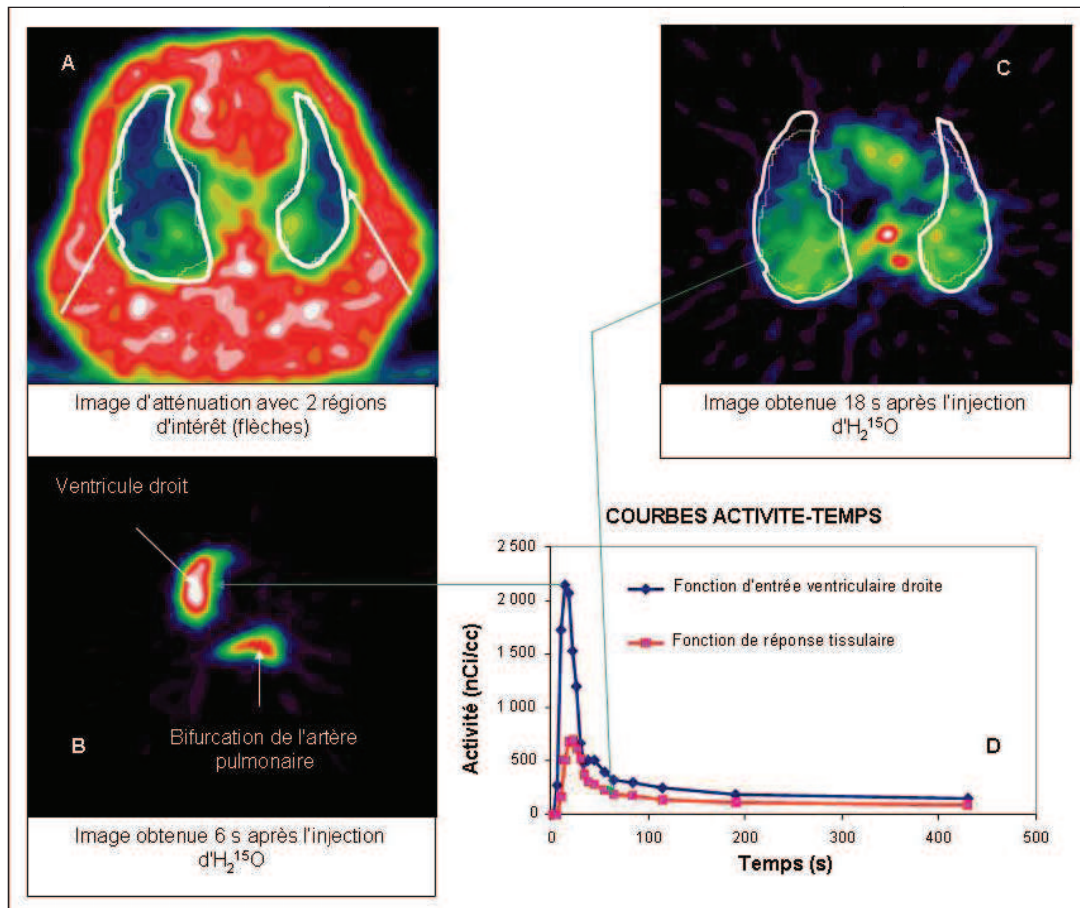 A
Image d'atténuation avec 2 régions
d'intérêt (flèches)
C
Image obtenue 18 s après l'injection
d'H₂¹⁵O
Ventricule droit
Bifurcation de l'artère
pulmonaire
B
Image obtenue 6 s après l'injection
d'H₂¹⁵O
COURBES ACTIVITE-TEMPS
Activité (nCi/cc)
2 500
2 000
1 500
1 000
500
0
Fonction d'entrée ventriculaire droite
Fonction de réponse tissulaire
D
0 100 200 300 400 500
Temps (s)